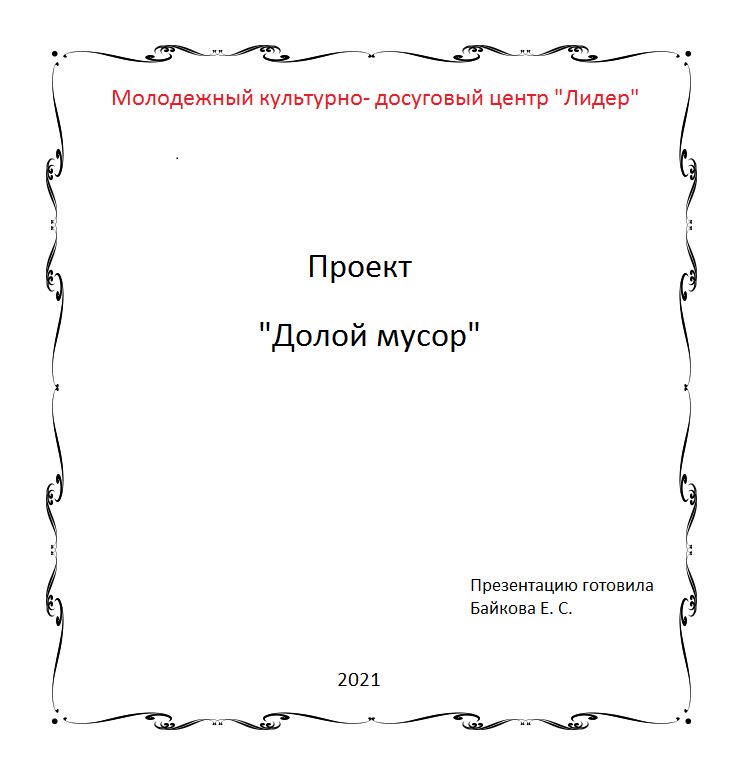 Молодежный культурно- досуговый центр "Лидер"
Проект
"Долой мусор"
Презентацию готовила
Байкова Е. С.
2021